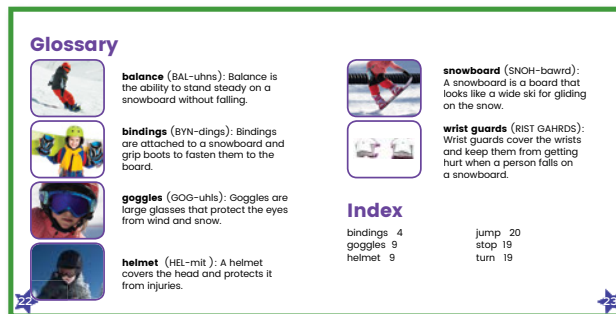 Glossary
balance (BAL-uhns): Balance is
the ability to stand steady on a
snowboard without falling.
bindings (BYN-dings): Bindings
are attached to a snowboard and
grip boots to fasten them to the
board.
goggles (GOG-uhls): Goggles are
large glasses that protect the eyes
from wind and snow.
helmet (HEL-mit ): A helmet
covers the head and protects it
from injuries.
22
snowboard (SNOH-bawrd):
A snowboard is a board that
looks like a wide ski for gliding
on the snow.
wrist guards (RIST GAHRDS):
Wrist guards cover the wrists
and keep them from getting
hurt when a person falls on
a snowboard.
Index
bindings 4
goggles 9
helmet 9
jump 20
stop 19
turn 19
23